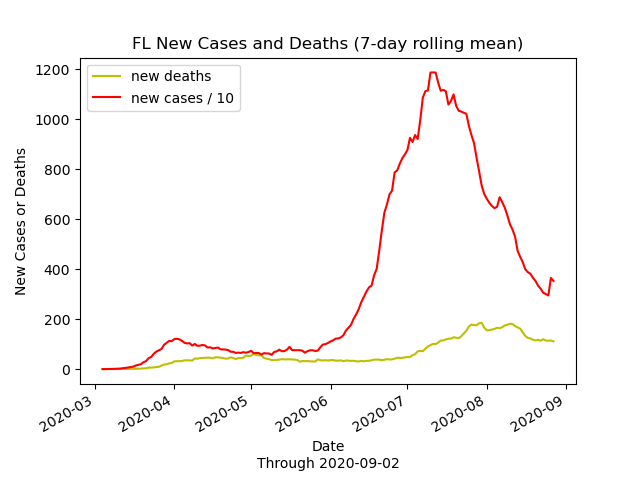 FL New Cases and Deaths (7-day rolling mean)
new deaths
new cases / 10
1200
1000
800
600
400
200
0
New Cases or Deaths
2020-03
2020-04
2020-05
2020-06
2020-07
2020-08
2020-09
Date
Through 2020-09-02